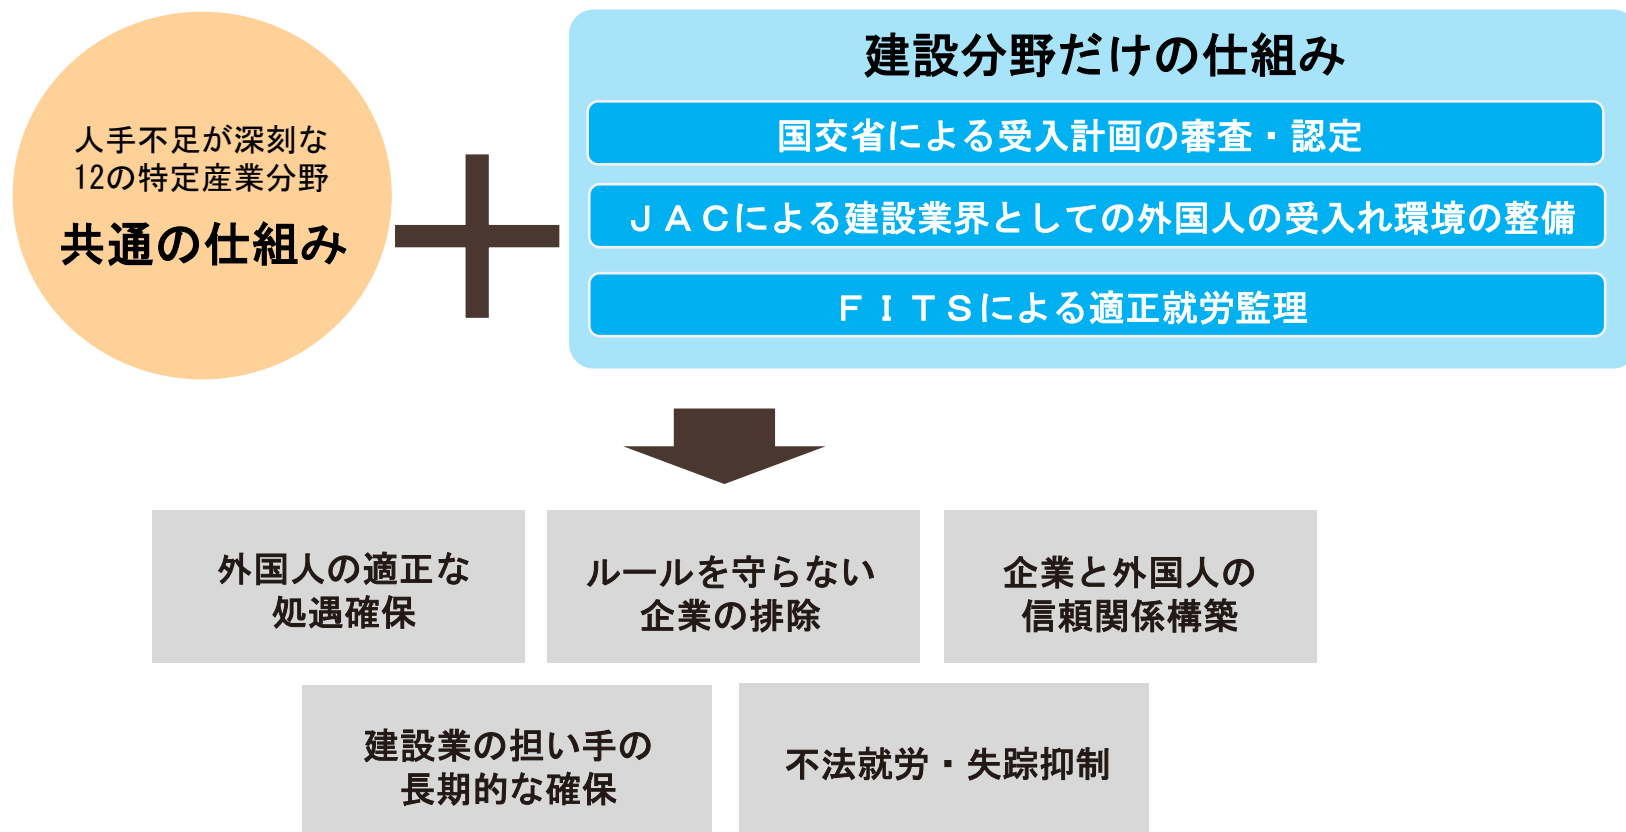 人手不足が深刻な
12の特定産業分野
共通の仕組み
建設分野だけの仕組み
国交省による受入計画の審査・認定
ＪＡＣによる建設業界としての外国人の受入れ環境の整備
ＦＩＴＳによる適正就労監理
外国人の適正な
処遇確保
ルールを守らない
企業の排除
企業と外国人の
信頼関係構築
建設業の担い手の
長期的な確保
不法就労・失踪抑制